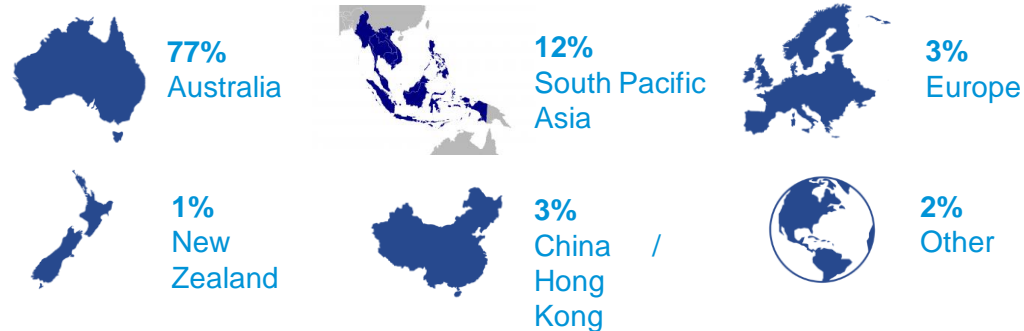 77%
Australia
12%
South Pacific
Asia
3%
Europe
1%
New
Zealand
3%
China /
Hong
Kong
2%
Other